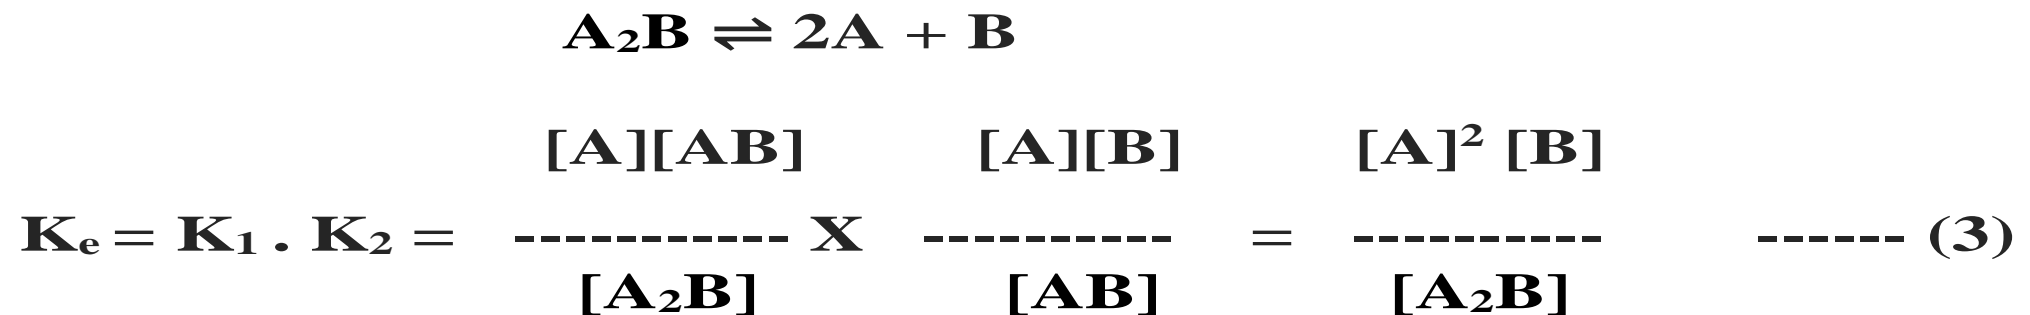 A₂B ⇌ 2A + B
[A][AB] [A][B] [A]² [B]
Kₑ = K₁ . K₂ = ----------- X ---------- = ---------- ------ (3)
[A₂B] [AB] [A₂B]